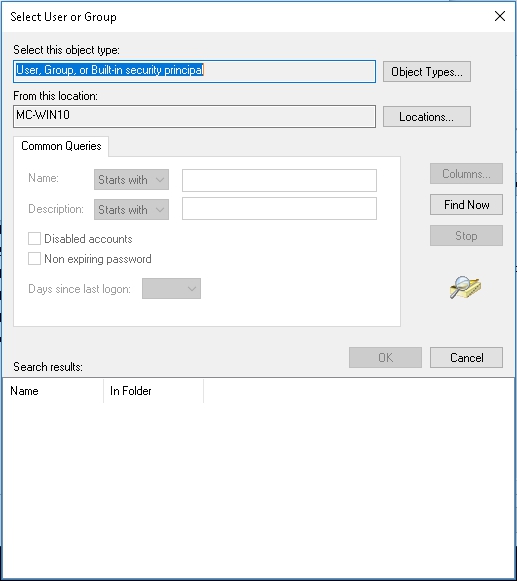 Select User or Group
Select this object type:
User, Group, or Built-in security principal
Object Types...
From this location:
MC-WIN10
Locations...
Common Queries
Name:
Starts with
Description:
Starts with
Disabled accounts
Non expiring password
Days since last logon:
Columns...
Find Now
Stop
OK
Cancel
Search results:
Name
In Folder